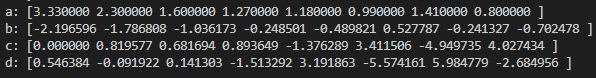 a: [3.330000 2.300000 1.600000 1.270000 1.180000 0.990000 1.410000 0.800000 ]
b: [-2.196596 -1.786808 -1.036173 -0.248501 -0.489821 0.527787 -0.241327 -0.702478 ]
c: [0.000000 0.819577 0.681694 0.893649 -1.376289 3.411506 -4.949735 4.027434 ]
d: [0.546384 -0.091922 0.141303 -1.513292 3.191863 -5.574161 5.984779 -2.684956 ]